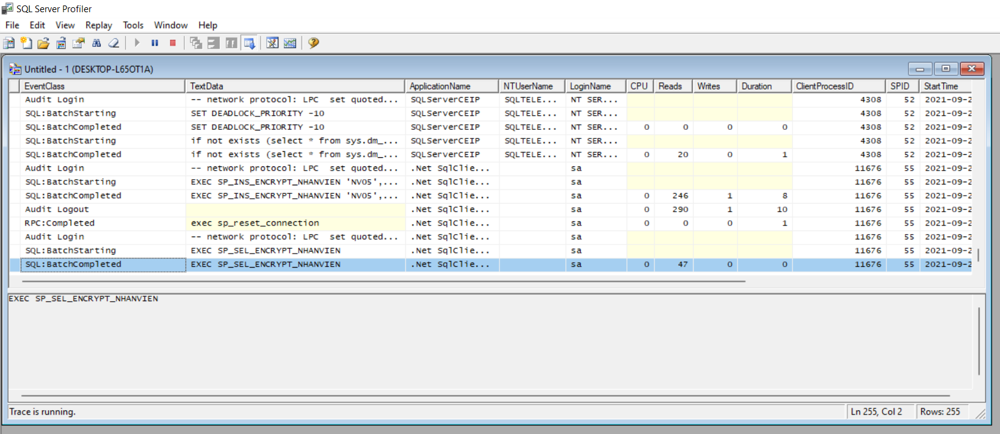 SQL Server Profiler
File Edit View Replay Tools Window Help
Untitled - 1 (DESKTOP-L65OT1A)
EventClass TextData ApplicationName NTUserName LoginName CPU Reads Writes Duration ClientProcessID SPID StartTime
Audit Login -- network protocol: LPC set quoted... SQLServerCEIP SQLTELE... NT SER... 4308 52 2021-09-2
SQL:BatchStarting SET DEADLOCK_PRIORITY -10 SQLServerCEIP SQLTELE... NT SER... 4308 52 2021-09-2
SQL:BatchCompleted SET DEADLOCK_PRIORITY -10 SQLServerCEIP SQLTELE... NT SER... 0 0 0 0 4308 52 2021-09-2
SQL:BatchStarting if not exists (select * from sys.dm_... SQLServerCEIP SQLTELE... NT SER... 4308 52 2021-09-2
SQL:BatchCompleted if not exists (select * from sys.dm_... SQLServerCEIP SQLTELE... NT SER... 0 20 0 1 4308 52 2021-09-2
Audit Login -- network protocol: LPC set quoted... .Net SqlClie... sa 11676 55 2021-09-2
SQL:BatchStarting EXEC SP_INS_ENCRYPT_NHANVIEN 'NV05',... .Net SqlClie... sa 11676 55 2021-09-2
SQL:BatchCompleted EXEC SP_INS_ENCRYPT_NHANVIEN 'NV05',... .Net SqlClie... sa 0 246 1 8 11676 55 2021-09-2
Audit Logout .Net SqlClie... sa 0 290 1 10 11676 55 2021-09-2
RPC:Completed exec sp_reset_connection .Net SqlClie... sa 0 0 0 1 11676 55 2021-09-2
Audit Login -- network protocol: LPC set quoted... .Net SqlClie... sa 11676 55 2021-09-2
SQL:BatchStarting EXEC SP_SEL_ENCRYPT_NHANVIEN .Net SqlClie... sa 11676 55 2021-09-2
SQL:BatchCompleted EXEC SP_SEL_ENCRYPT_NHANVIEN .Net SqlClie... sa 0 47 0 0 11676 55 2021-09-2
EXEC SP_SEL_ENCRYPT_NHANVIEN
Trace is running. Ln 255, Col 2 Rows: 255